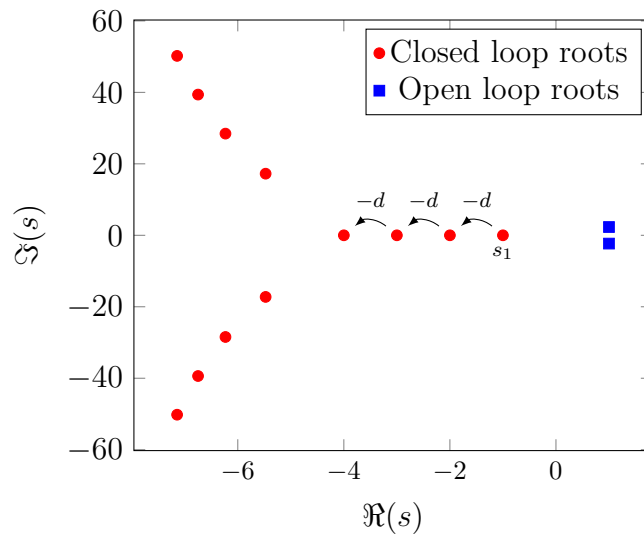 60
40
20
0
−20
−40
−60
ℑ(s)
Closed loop roots
Open loop roots
−d −d −d
s₁
−6 −4 −2 0
ℜ(s)